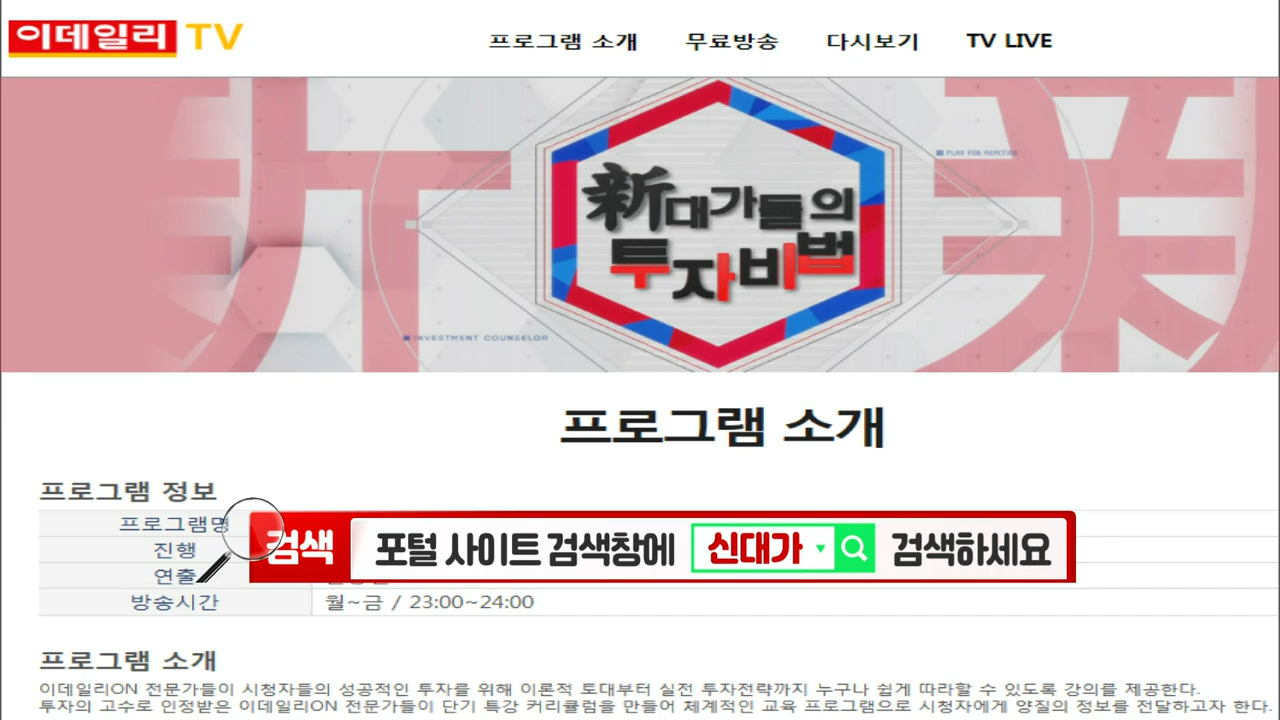 이데일리 TV
프로그램 소개 무료방송 다시보기 TV LIVE
PLAN FOR
新대가들의
투자비법
INVESTMENT COUNSELOR
프로그램 소개
프로그램 정보
프로그램명
진행
연출
검색 포털 사이트 검색창에 신대가 검색하세요
방송시간 월~금 / 23:00~24:00
프로그램 소개
이데일리ON 전문가들이 시청자들의 성공적인 투자를 위해 이론적 토대부터 실전 투자전략까지 누구나 쉽게 따라할 수 있도록 강의를 제공한다.
투자의 고수로 인정받은 이데일리ON 전문가들이 단기 특강 커리큘럼을 만들어 체계적인 교육 프로그램으로 시청자에게 양질의 정보를 전달하고자 한다.